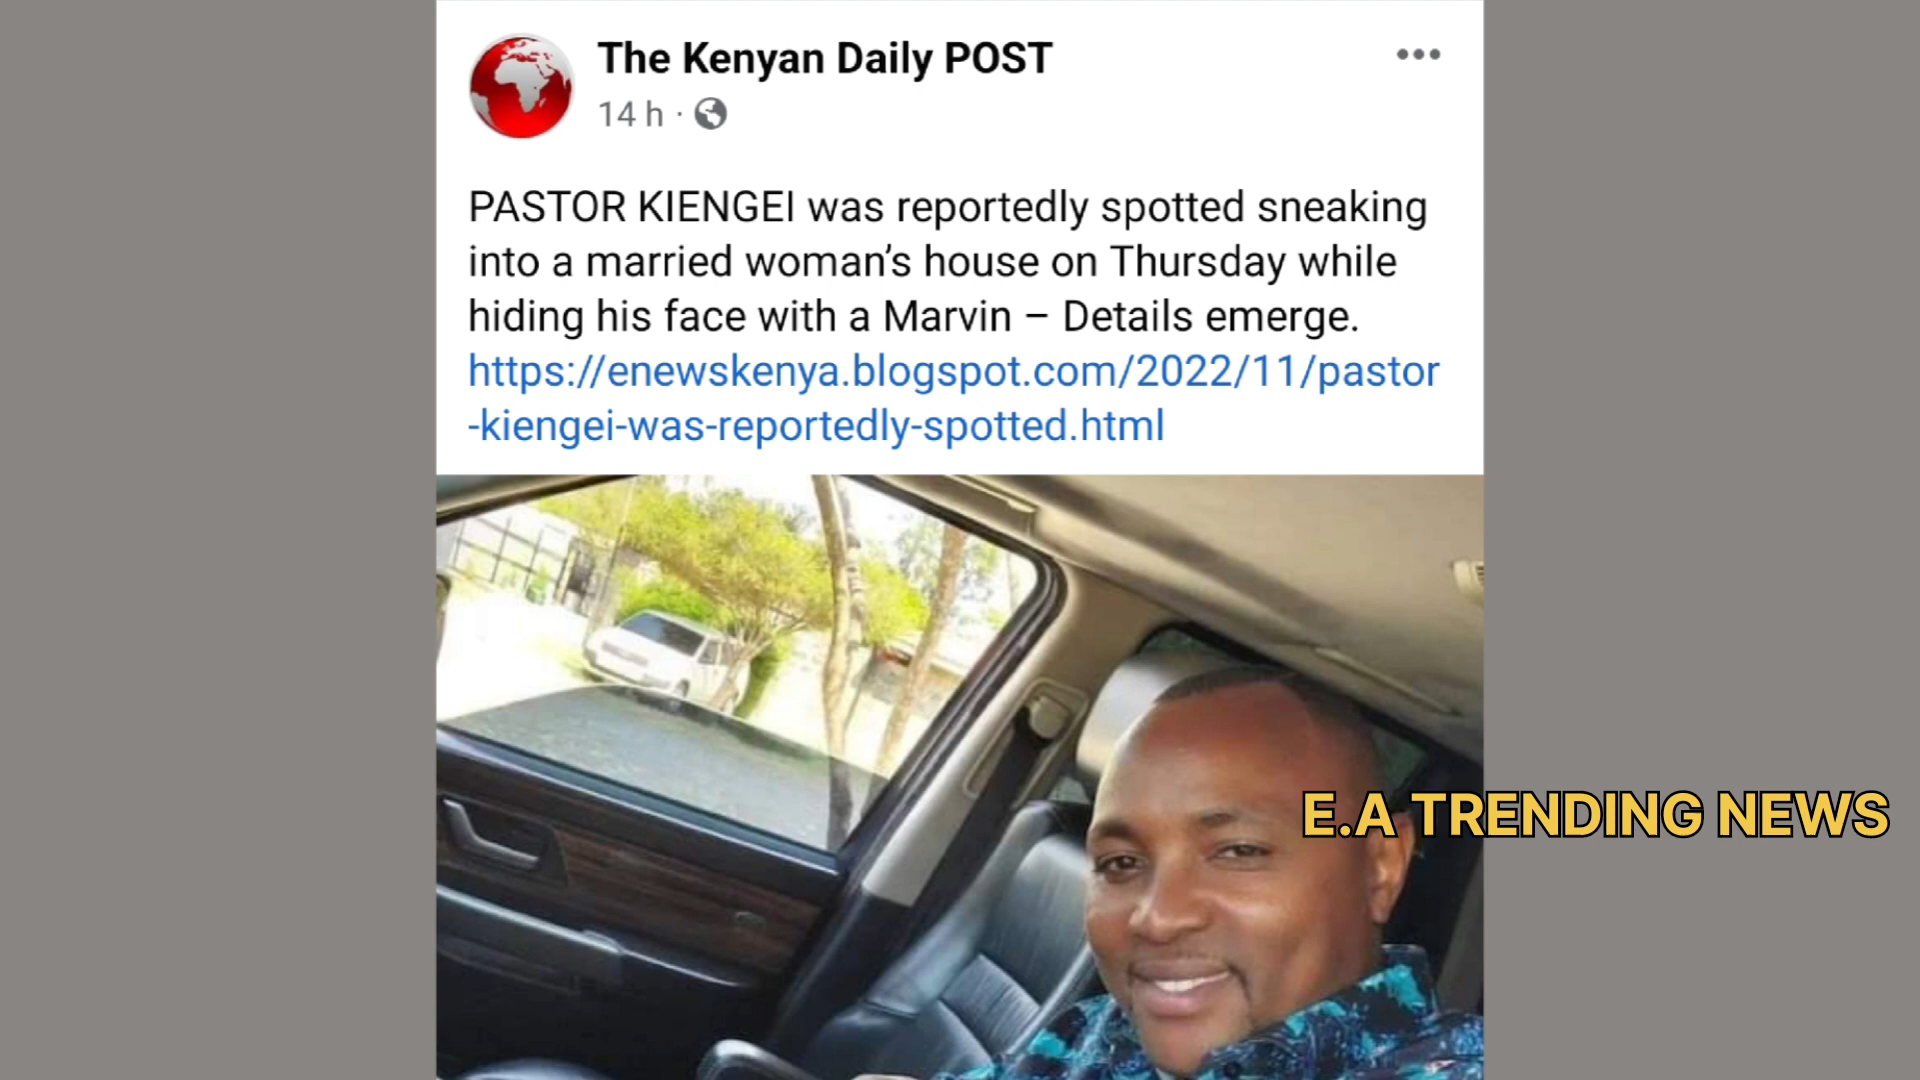 The Kenyan Daily POST
14 h ·
PASTOR KIENGEI was reportedly spotted sneaking
into a married woman’s house on Thursday while
hiding his face with a Marvin – Details emerge.
https://enewskenya.blogspot.com/2022/11/pastor
-kiengei-was-reportedly-spotted.html
E.A TRENDING NEWS